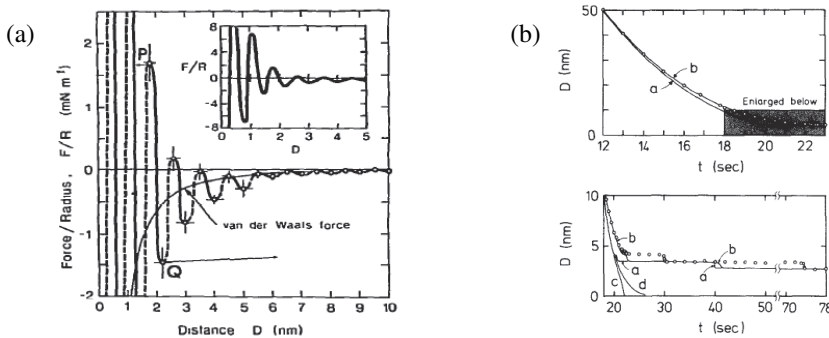 (a)
Force/Radius, F/R (mN m⁻¹)
2
1
0
-1
-2
P
Q
van der Waals force
0 1 2 3 4 5 6 7 8 9 10
Distance D (nm)
F/R
8
4
0
-4
-8
0 1 2 3 4 5
D
(b)
D (nm)
50
0
b
a
Enlarged below
12 14 16 18 20 22
t (sec)
D (nm)
10
5
0
b
a
c
d
b
a
20 30 40 50 70 78
t (sec)